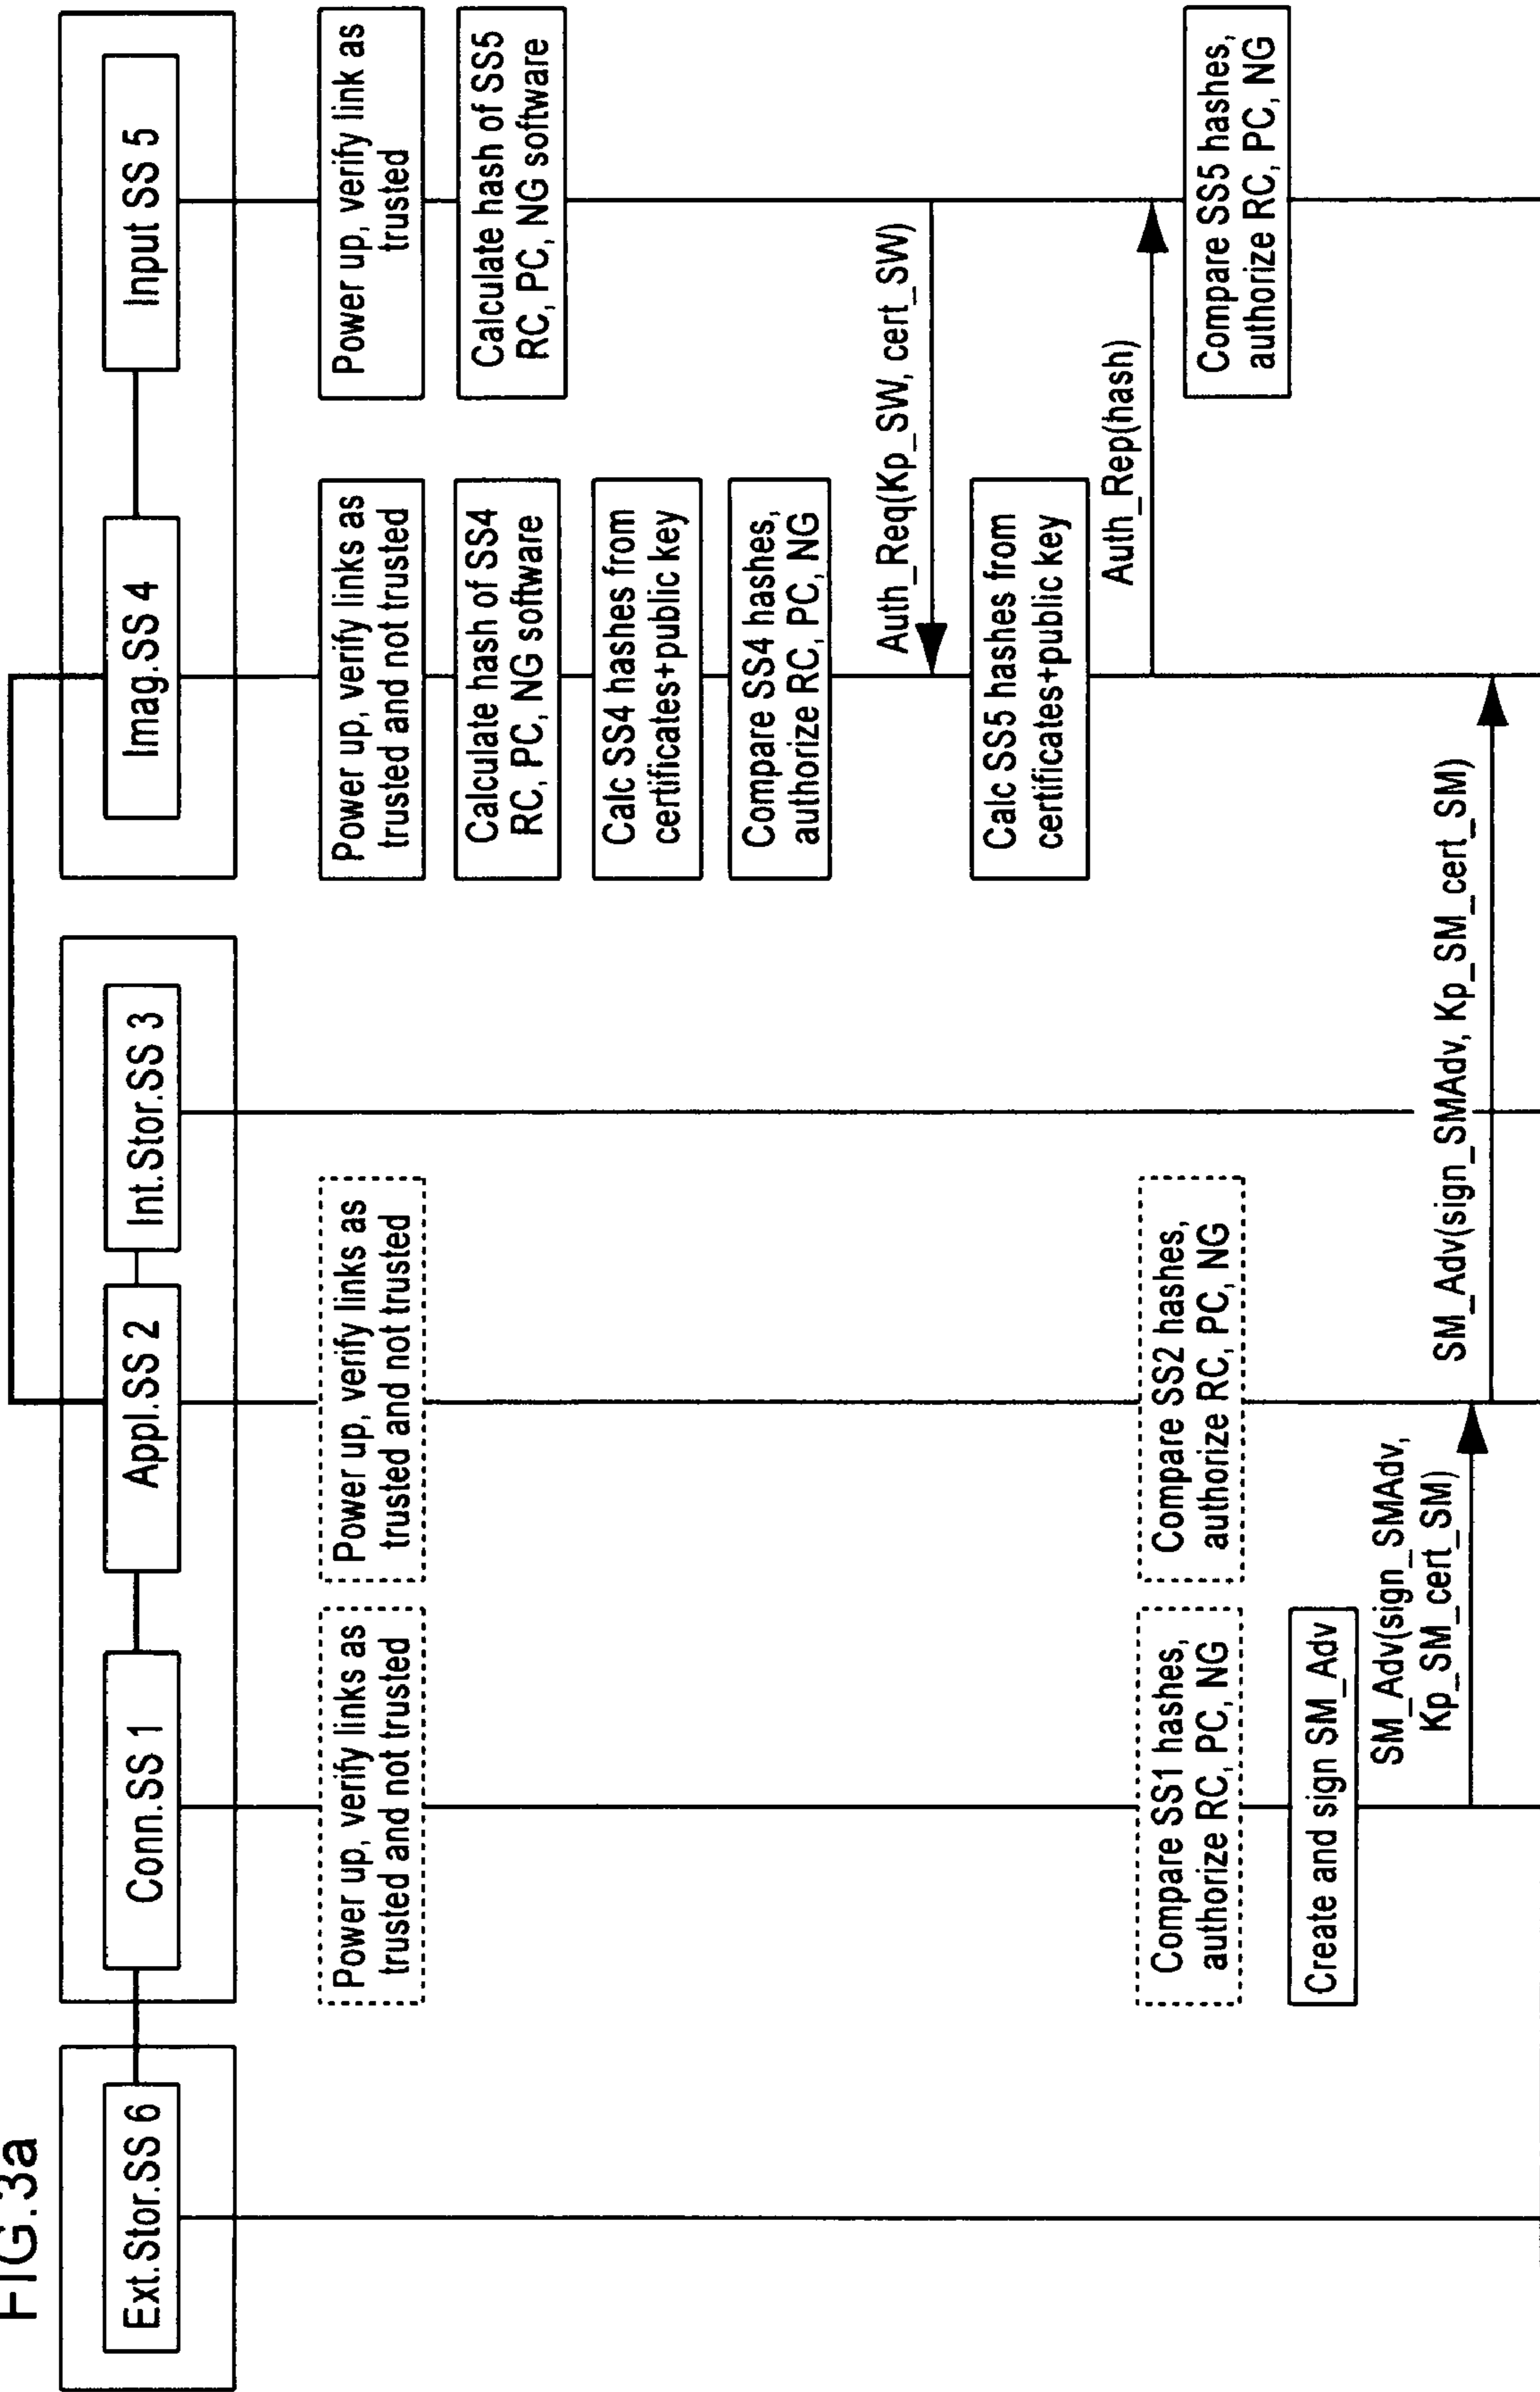 FIG.3a
Ext.Stor.SS 6
Conn.SS 1
Appl.SS 2
Int.Stor.SS 3
Imag.SS 4
Input SS 5
Power up, verify links as
trusted and not trusted
Power up, verify links as
trusted and not trusted
Power up, verify links as
trusted and not trusted
Power up, verify link as
trusted
Calculate hash of SS4
RC, PC, NG software
Calculate hash of SS5
RC, PC, NG software
Calc SS4 hashes from
certificates+public key
Compare SS4 hashes,
authorize RC, PC, NG
Auth_Req(Kp_SW, cert_SW)
Calc SS5 hashes from
certificates+public key
Auth_Rep(hash)
Compare SS1 hashes,
authorize RC, PC, NG
Compare SS2 hashes,
authorize RC, PC, NG
Compare SS5 hashes,
authorize RC, PC, NG
Create and sign SM_Adv
SM_Adv(sign_SMAdv,
Kp_SM_cert_SM)
SM_Adv(sign_SMAdv, Kp_SM_cert_SM)